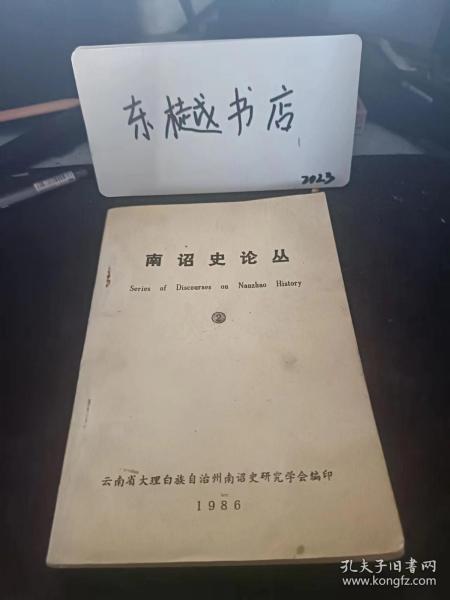 东樾书店
2023
南诏史论丛
Series of Discourses on Nanzhao History
②
云南省大理白族自治州南诏史研究学会编印
1986
孔夫子旧书网
www.kongfz.com